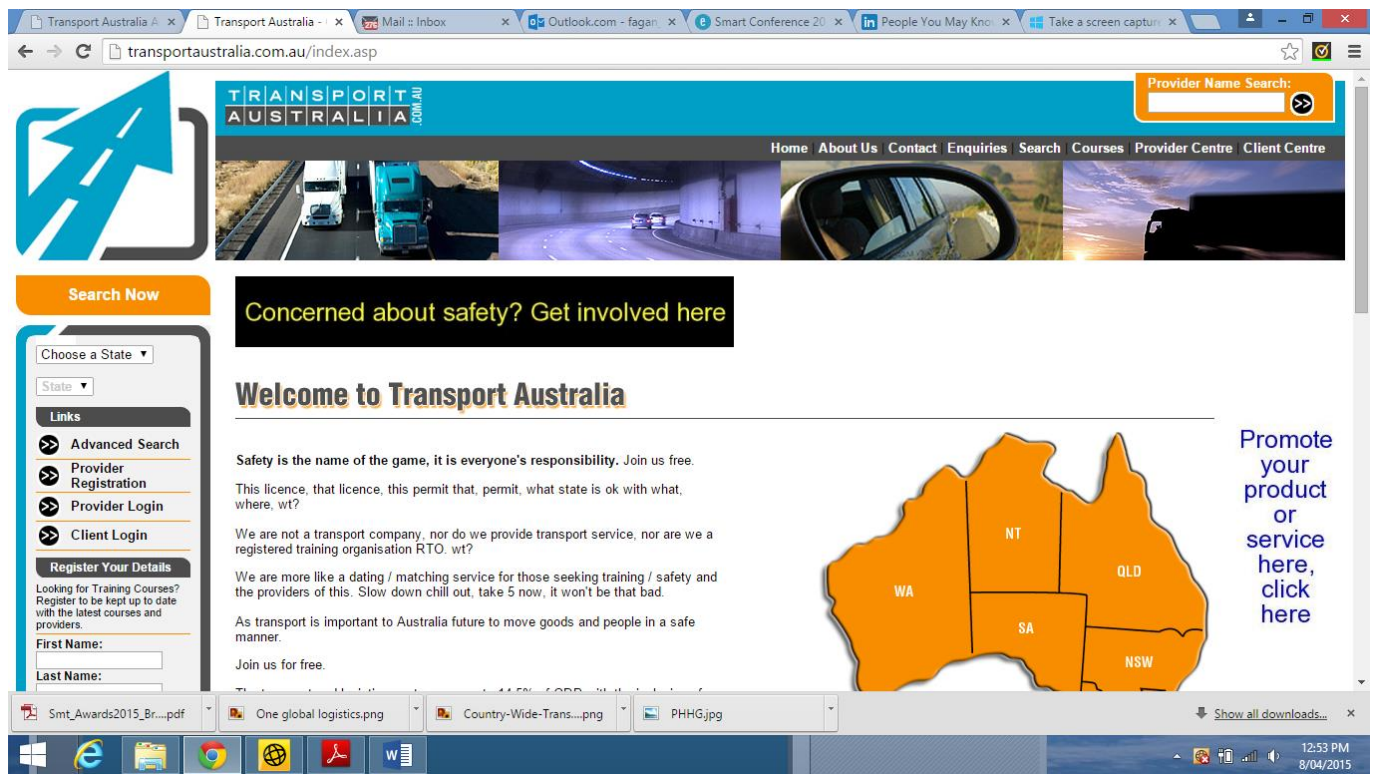 Transport Australia A
Transport Australia -
Mail :: Inbox
Outlook.com - fagan
Smart Conference 20
People You May Kno
Take a screen capture
transportaustralia.com.au/index.asp
TRANSPORT
AUSTRALIA
.COM.AU
Provider Name Search:
Home | About Us | Contact | Enquiries | Search | Courses | Provider Centre | Client Centre
Search Now
Concerned about safety? Get involved here
Choose a State
State
Links
Advanced Search
Provider
Registration
Provider Login
Client Login
Register Your Details
Looking for Training Courses?
Register to be kept up to date
with the latest courses and
providers.
First Name:
Last Name:
Welcome to Transport Australia
Safety is the name of the game, it is everyone's responsibility. Join us free.
This licence, that licence, this permit that, permit, what state is ok with what,
where, wt?
We are not a transport company, nor do we provide transport service, nor are we a
registered training organisation RTO. wt?
We are more like a dating / matching service for those seeking training / safety and
the providers of this. Slow down chill out, take 5 now, it won't be that bad.
As transport is important to Australia future to move goods and people in a safe
manner.
Join us for free.
WA
NT
QLD
SA
NSW
Promote
your
product
or
service
here,
click
here
Smt_Awards2015_Br....pdf
One global logistics.png
Country-Wide-Trans....png
PHHG.jpg
Show all downloads...
12:53 PM
8/04/2015